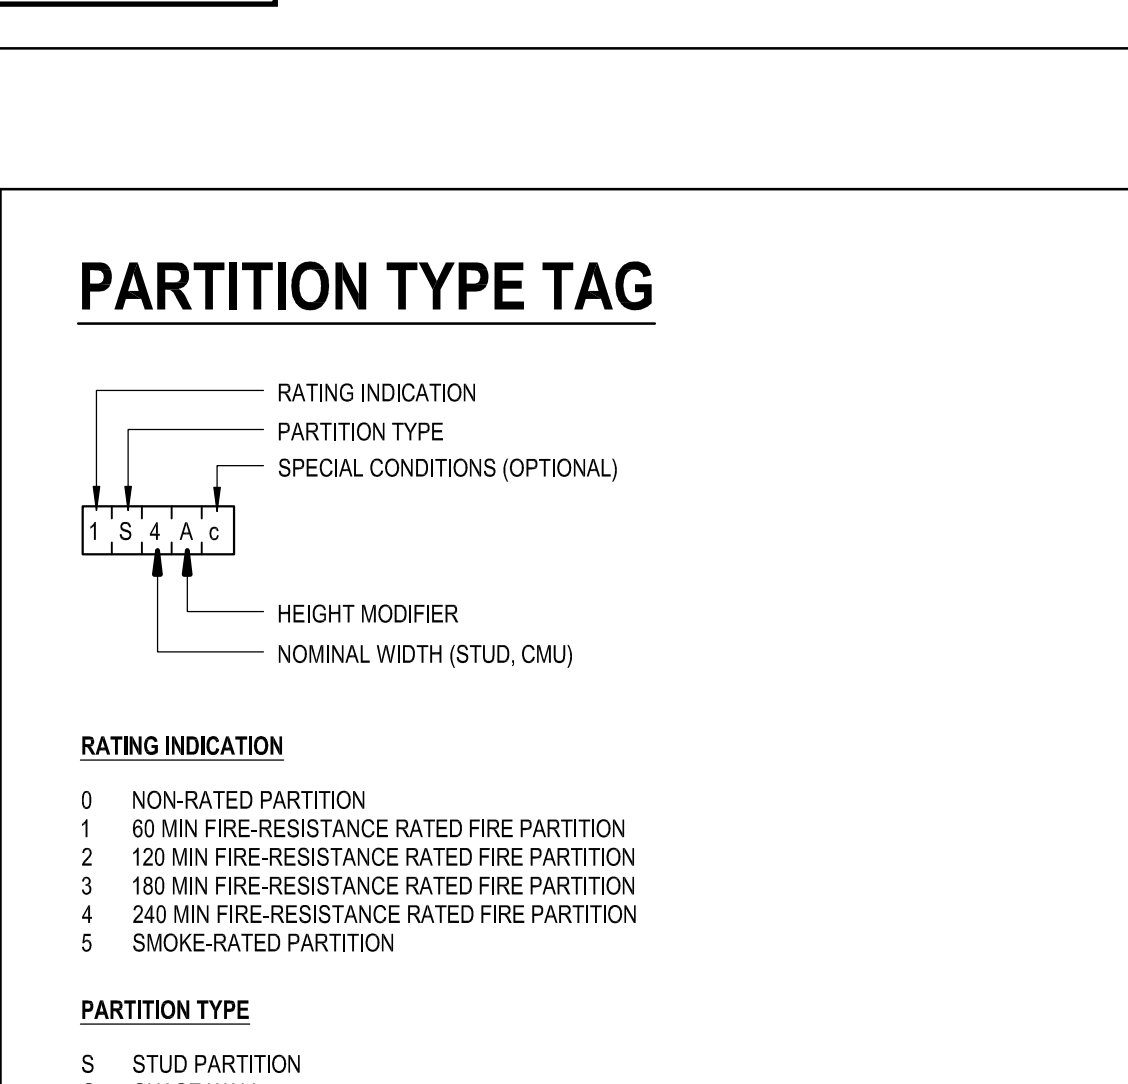 PARTITION TYPE TAG
RATING INDICATION
PARTITION TYPE
SPECIAL CONDITIONS (OPTIONAL)
1 S 4 A c
HEIGHT MODIFIER
NOMINAL WIDTH (STUD, CMU)
RATING INDICATION
0 NON-RATED PARTITION
1 60 MIN FIRE-RESISTANCE RATED FIRE PARTITION
2 120 MIN FIRE-RESISTANCE RATED FIRE PARTITION
3 180 MIN FIRE-RESISTANCE RATED FIRE PARTITION
4 240 MIN FIRE-RESISTANCE RATED FIRE PARTITION
5 SMOKE-RATED PARTITION
PARTITION TYPE
S STUD PARTITION